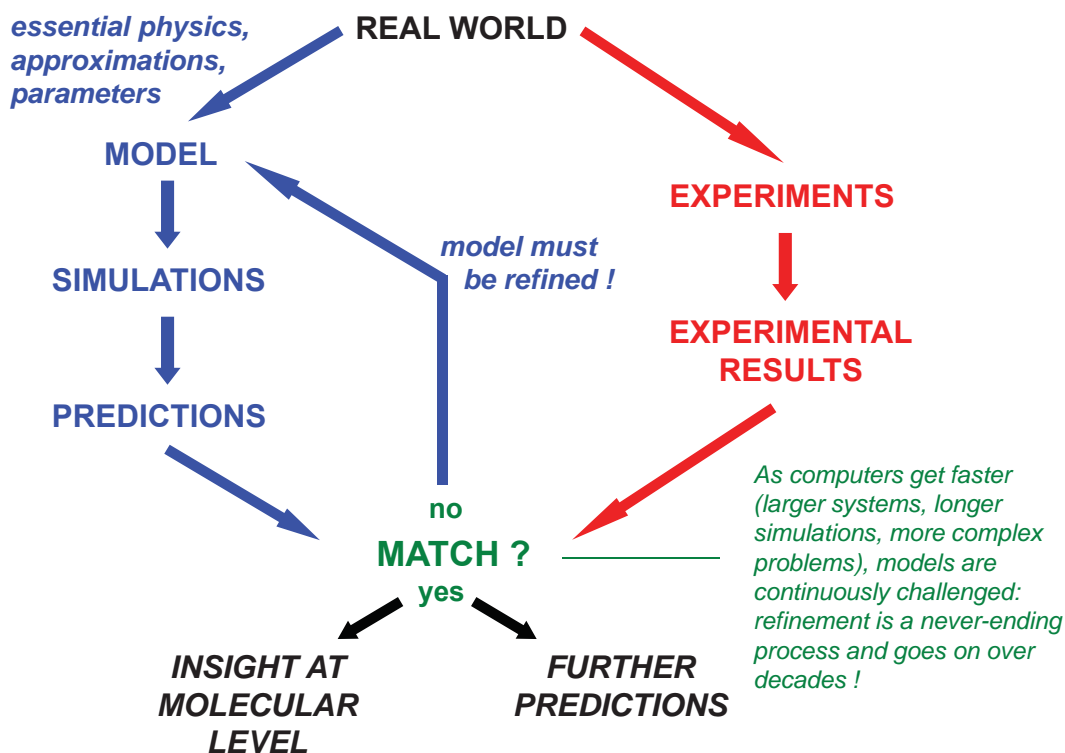 essential physics,
approximations,
parameters
REAL WORLD
MODEL
EXPERIMENTS
model must
be refined !
SIMULATIONS
EXPERIMENTAL
RESULTS
PREDICTIONS
no
MATCH ?
yes
As computers get faster
(larger systems, longer
simulations, more complex
problems), models are
continuously challenged:
refinement is a never-ending
process and goes on over
decades !
INSIGHT AT
MOLECULAR
LEVEL
FURTHER
PREDICTIONS